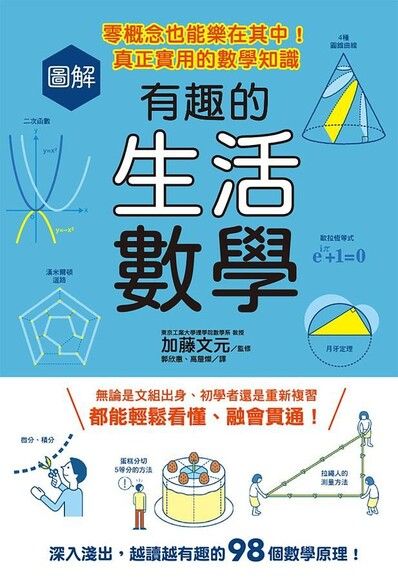 零概念也能樂在其中！
真正實用的數學知識
圖解
4種
圓錐曲線
有趣的
生活
數學
二次函數
y
y=x²
x
y=-x²
漢米爾頓
迴路
歐拉恆等式
e^iπ+1=0
月牙定理
東京工業大學理學院數學系 教授
加藤文元／監修
郭欣惠、高詹燦／譯
無論是文組出身、初學者還是重新複習
都能輕鬆看懂、融會貫通！
微分、積分
蛋糕分切
5等分的方法
拉繩人的
測量方法
深入淺出，越讀越有趣的98個數學原理！